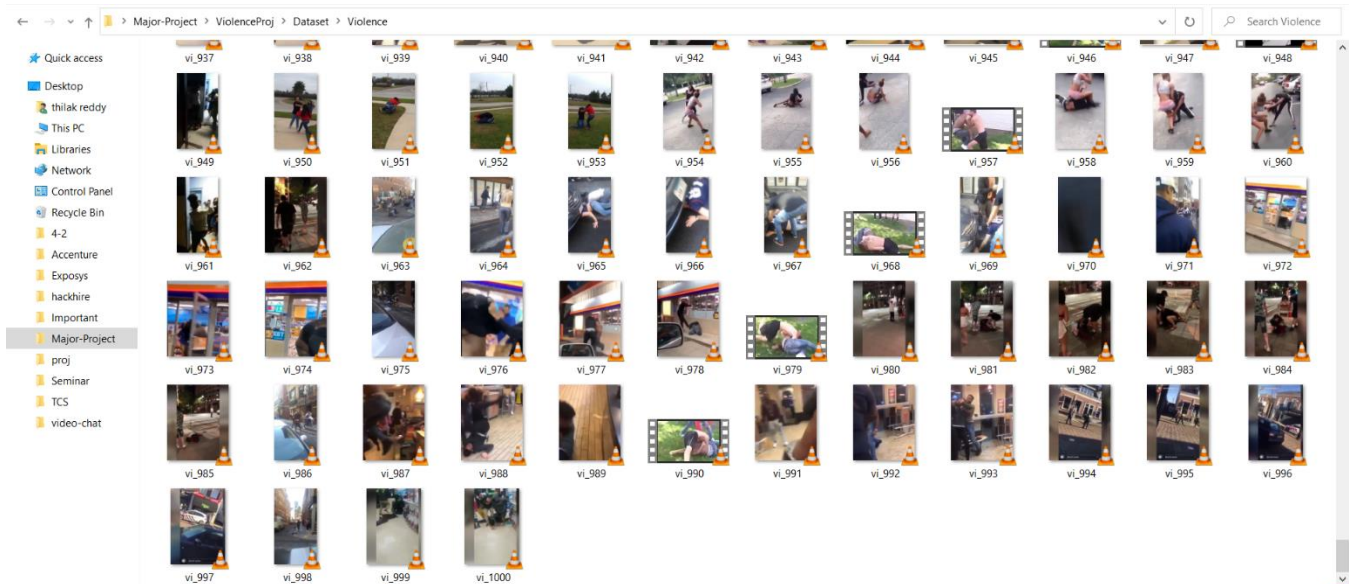 Major-Project > ViolenceProj > Dataset > Violence
Search Violence
Quick access
Desktop
thilak reddy
This PC
Libraries
Network
Control Panel
Recycle Bin
4-2
Accenture
Exposys
hackhire
Important
Major-Project
proj
Seminar
TCS
video-chat
vi_937 vi_938 vi_939 vi_940 vi_941 vi_942 vi_943 vi_944 vi_945 vi_946 vi_947 vi_948
vi_949 vi_950 vi_951 vi_952 vi_953 vi_954 vi_955 vi_956 vi_957 vi_958 vi_959 vi_960
vi_961 vi_962 vi_963 vi_964 vi_965 vi_966 vi_967 vi_968 vi_969 vi_970 vi_971 vi_972
vi_973 vi_974 vi_975 vi_976 vi_977 vi_978 vi_979 vi_980 vi_981 vi_982 vi_983 vi_984
vi_985 vi_986 vi_987 vi_988 vi_989 vi_990 vi_991 vi_992 vi_993 vi_994 vi_995 vi_996
vi_997 vi_998 vi_999 vi_1000